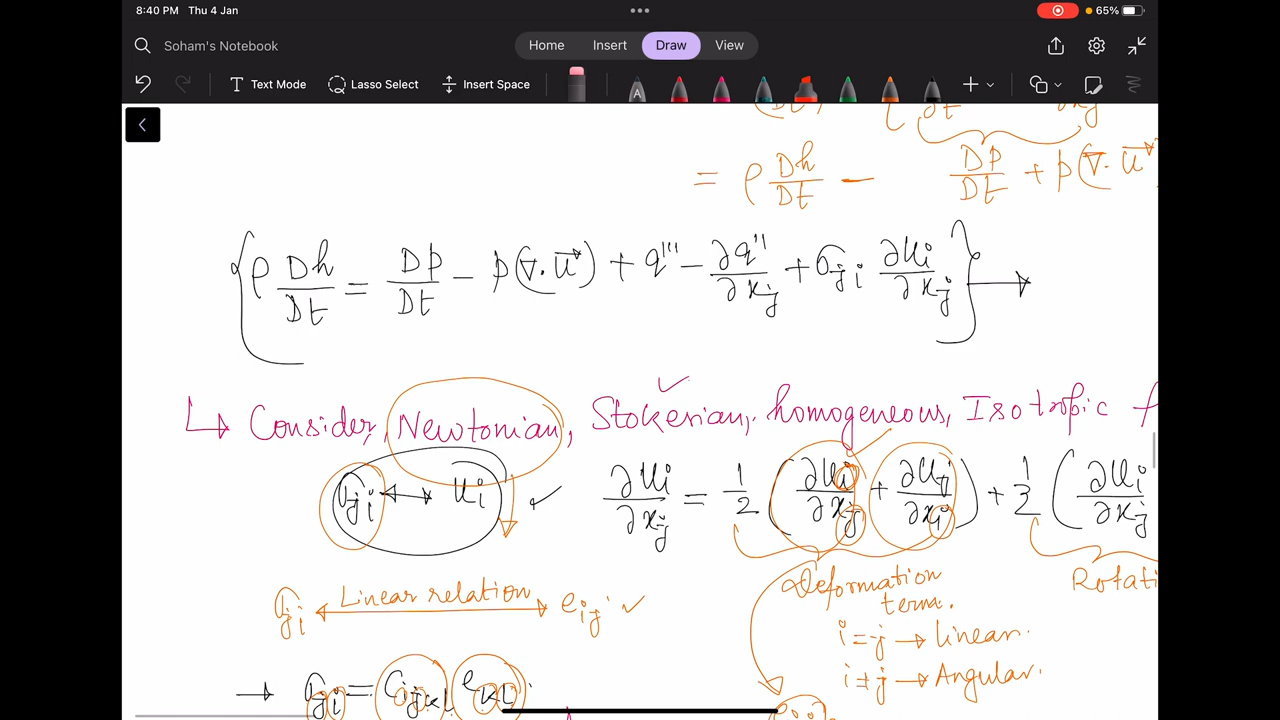 8:40 PM Thu 4 Jan
65%
Soham's Notebook
Home Insert Draw View
Text Mode Lasso Select Insert Space
= ρ Dh/Dt − Dp/Dt + p(∇·u⃗
{ρ Dh/Dt = Dp/Dt − p(∇·u⃗) + q''' − ∂q''/∂xj + σji ∂ui/∂xj} →
↳ Consider, Newtonian, Stokesian, homogeneous, Isotropic f
σji ↔ ui ✓ ∂ui/∂xj = 1/2 (∂ui/∂xj + ∂uj/∂xi) + 1/2 (∂ui/∂xj
Deformation term. Rotati
σji ←Linear relation→ eij ✓
i = j → linear.
i ≠ j → Angular.
→ σji = Cijkl ekl.